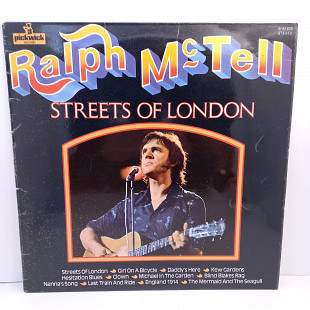 pickwick
Ralph McTell
STEREO
STREETS OF LONDON
Streets Of London Girl On A Bicycle Daddy's Here Kew Gardens
Hesitation Blues Clown Michael In The Garden Blind Blakes Rag
Nanna's Song Last Train And Ride England 1914 The Mermaid And The Seagull